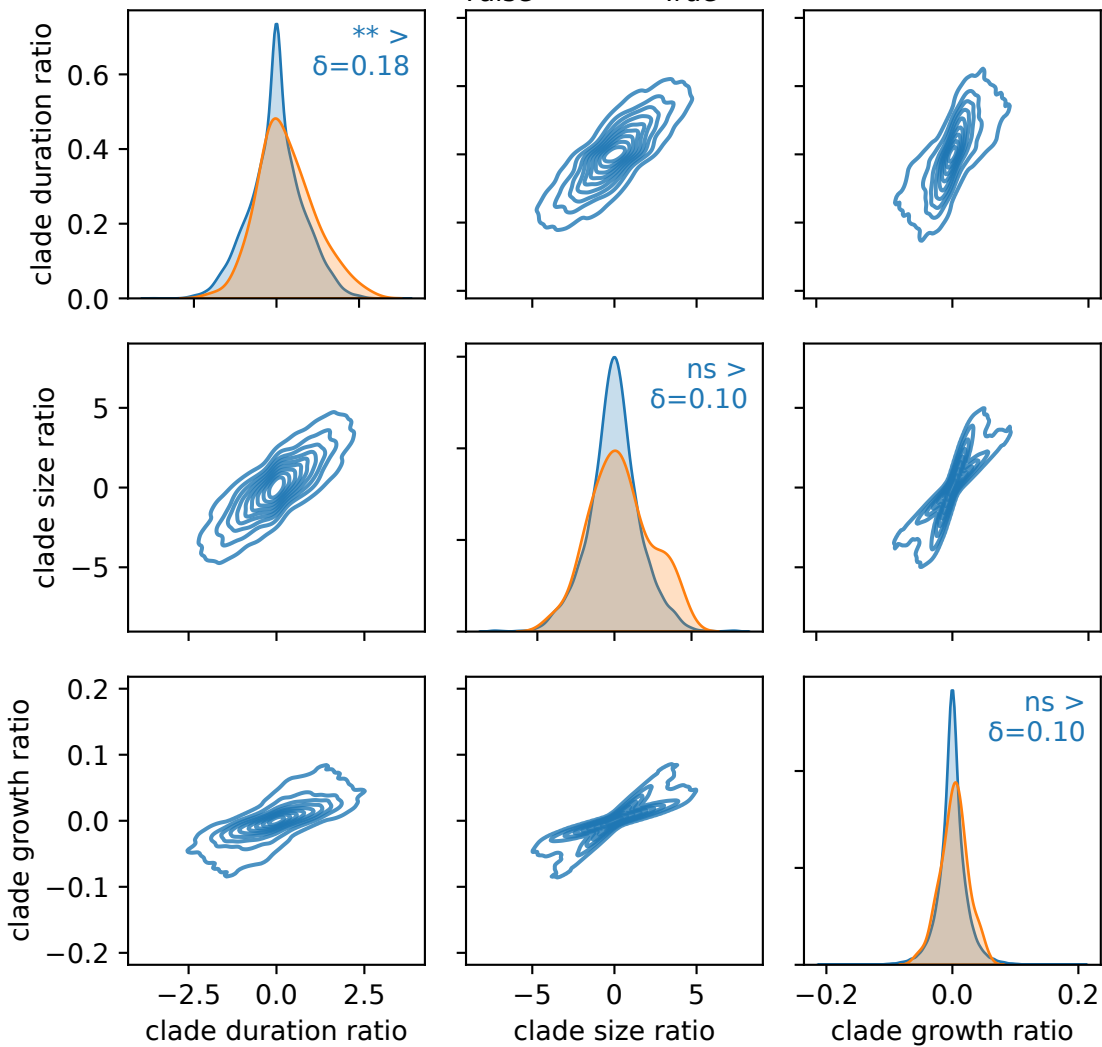 ** >
δ=0.18
clade duration ratio
0.6
0.4
0.2
0.0
ns >
δ=0.10
clade size ratio
5
0
−5
ns >
δ=0.10
clade growth ratio
0.2
0.1
0.0
−0.1
−0.2
−2.5 0.0 2.5
−5 0 5
−0.2 0.0 0.2
clade duration ratio
clade size ratio
clade growth ratio